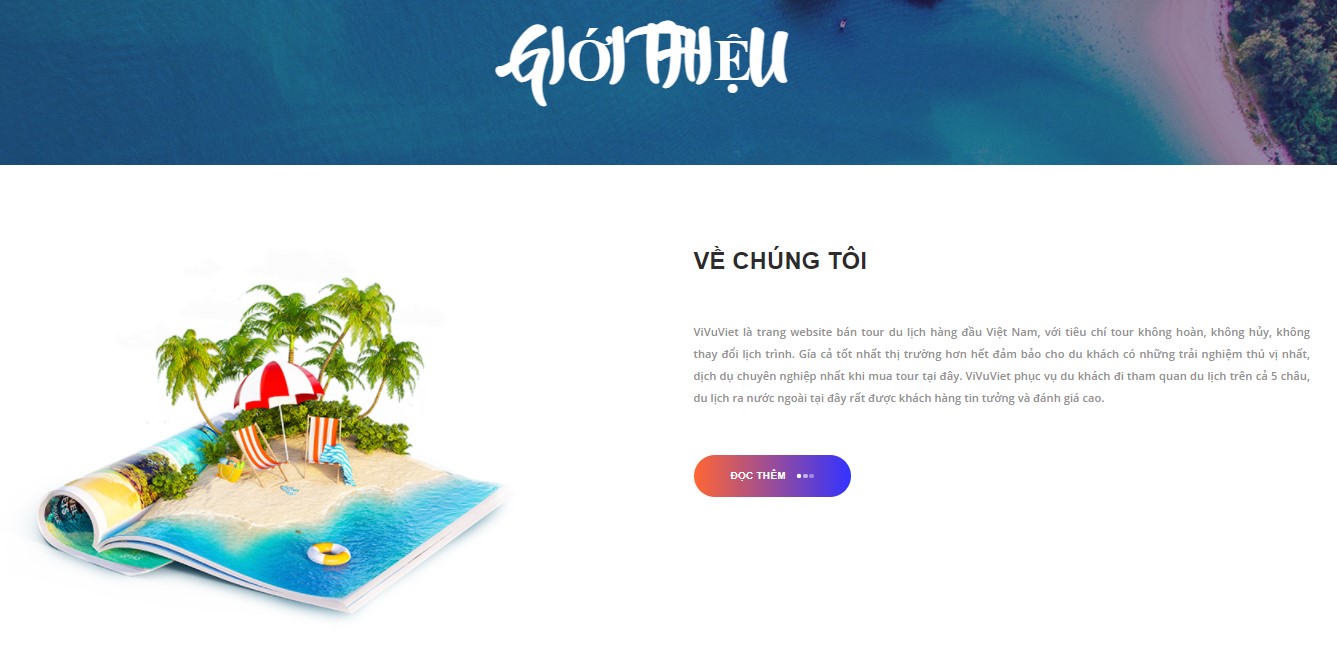 GIỚI THIỆU
VỀ CHÚNG TÔI
ViVuViet là trang website bán tour du lịch hàng đầu Việt Nam, với tiêu chí tour không hoàn, không hủy, không
thay đổi lịch trình. Gía cả tốt nhất thị trường hơn hết đảm bảo cho du khách có những trải nghiệm thú vị nhất,
dịch dụ chuyên nghiệp nhất khi mua tour tại đây. ViVuViet phục vụ du khách đi tham quan du lịch trên cả 5 châu,
du lịch ra nước ngoài tại đây rất được khách hàng tin tưởng và đánh giá cao.
ĐỌC THÊM